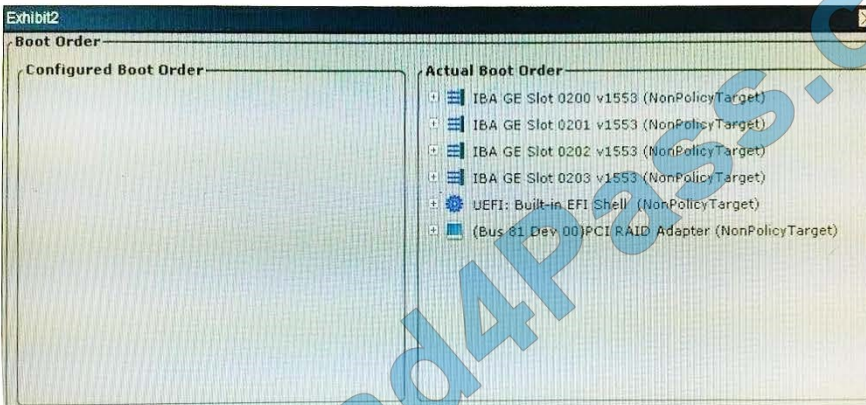 Exhibit2
Boot Order
Configured Boot Order
Actual Boot Order
IBA GE Slot 0200 v1553 (NonPolicyTarget)
IBA GE Slot 0201 v1553 (NonPolicyTarget)
IBA GE Slot 0202 v1553 (NonPolicyTarget)
IBA GE Slot 0203 v1553 (NonPolicyTarget)
UEFI: Built-in EFI Shell (NonPolicyTarget)
(Bus 81 Dev 00)PCI RAID Adapter (NonPolicyTarget)